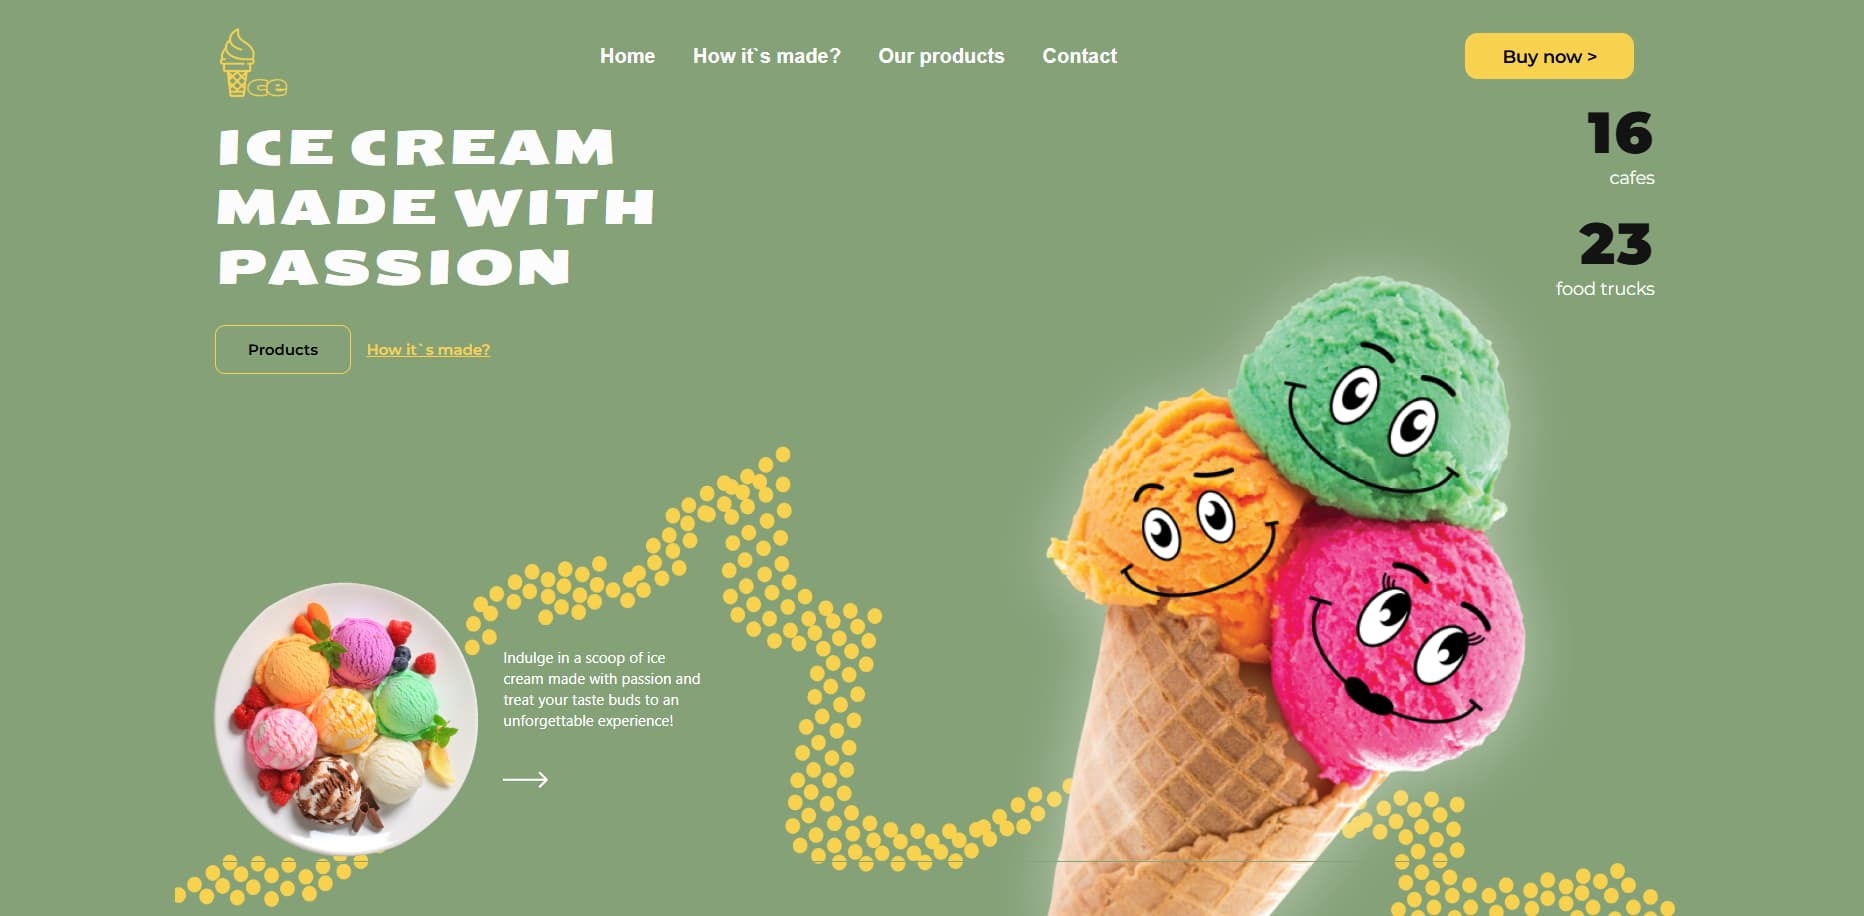 ce
Home
How it`s made?
Our products
Contact
Buy now >
ICE CREAM
MADE WITH
PASSION
16
cafes
23
food trucks
Products
How it`s made?
Indulge in a scoop of ice
cream made with passion and
treat your taste buds to an
unforgettable experience!